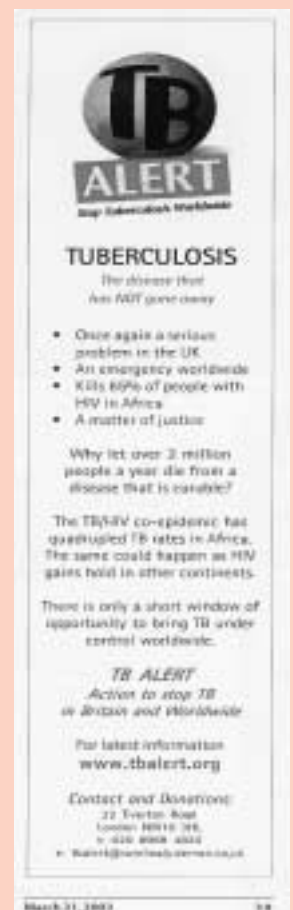 TB
ALERT
Stop Tuberculosis Worldwide
TUBERCULOSIS
The disease that
has NOT gone away
• Once again a serious
problem in the UK
• An emergency worldwide
• Kills of people with
HIV in Africa
• A matter of justice
Why let over 2 million
people a year die from a
disease that is curable?
The TB/HIV co-epidemic has
quadrupled TB rates in Africa.
The same could happen as HIV
gains hold in other continents.
There is only a short window of
opportunity to bring TB under
control worldwide.
TB ALERT
Action to stop TB
in Britain and Worldwide
For latest information
www.tbalert.org
Contact and Donations:
22 Tiverton Road
London